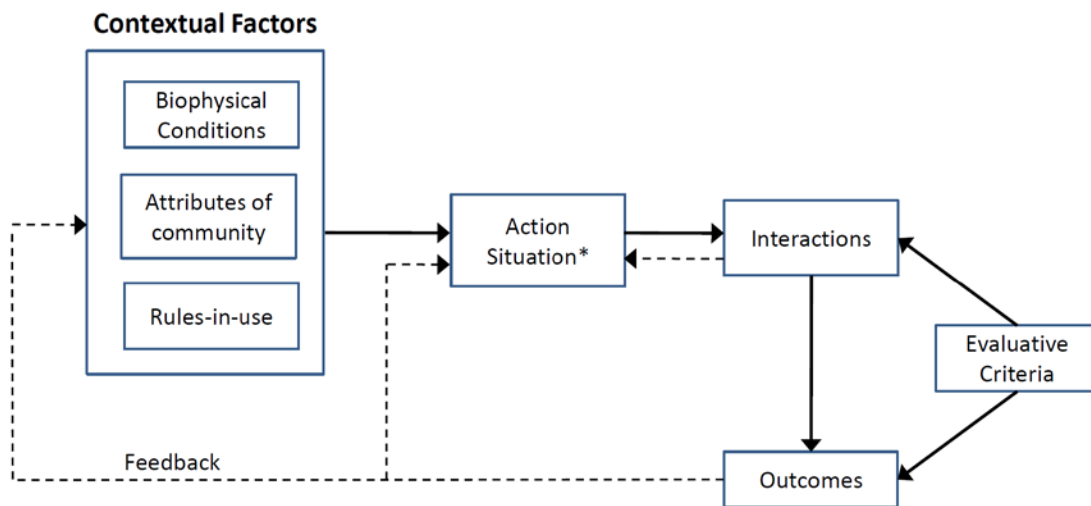 Contextual Factors
Biophysical
Conditions
Attributes of
community
Rules-in-use
Action
Situation*
Interactions
Evaluative
Criteria
Feedback
Outcomes